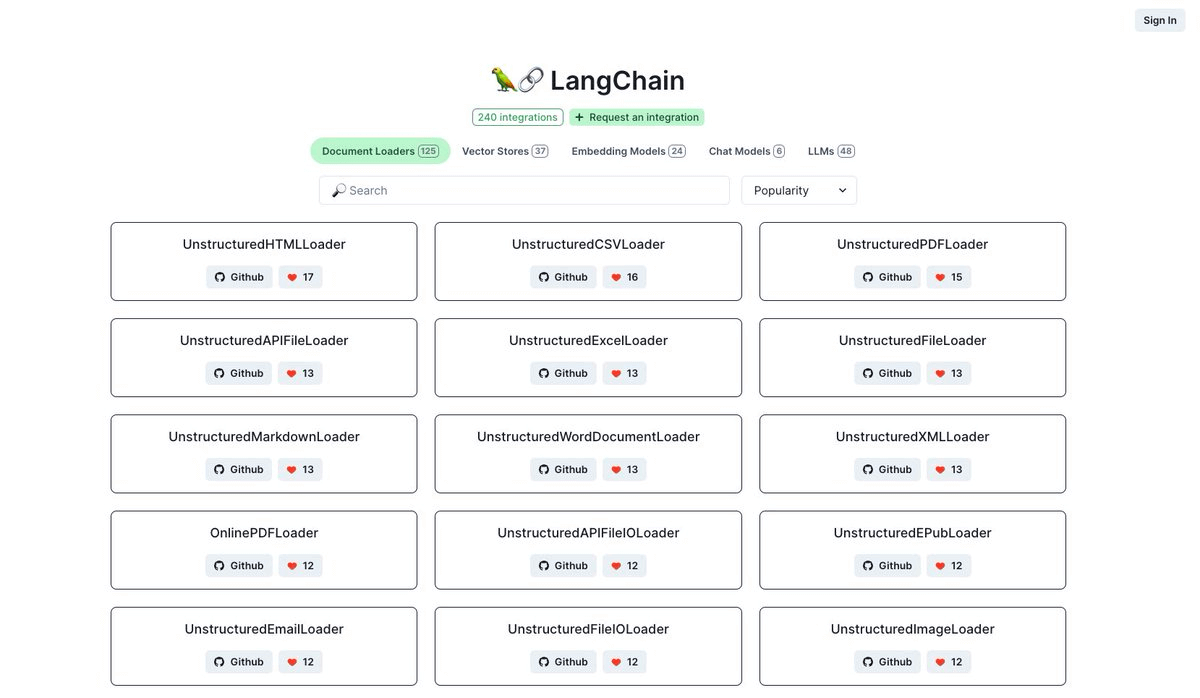 Sign In
🦜🔗 LangChain
240 integrations + Request an integration
Document Loaders 125 Vector Stores 37 Embedding Models 24 Chat Models 6 LLMs 48
🔎 Search Popularity
UnstructuredHTMLLoader UnstructuredCSVLoader UnstructuredPDFLoader
Github ❤ 17 Github ❤ 16 Github ❤ 15
UnstructuredAPIFileLoader UnstructuredExcelLoader UnstructuredFileLoader
Github ❤ 13 Github ❤ 13 Github ❤ 13
UnstructuredMarkdownLoader UnstructuredWordDocumentLoader UnstructuredXMLLoader
Github ❤ 13 Github ❤ 13 Github ❤ 13
OnlinePDFLoader UnstructuredAPIFileIOLoader UnstructuredEPubLoader
Github ❤ 12 Github ❤ 12 Github ❤ 12
UnstructuredEmailLoader UnstructuredFileIOLoader UnstructuredImageLoader
Github ❤ 12 Github ❤ 12 Github ❤ 12